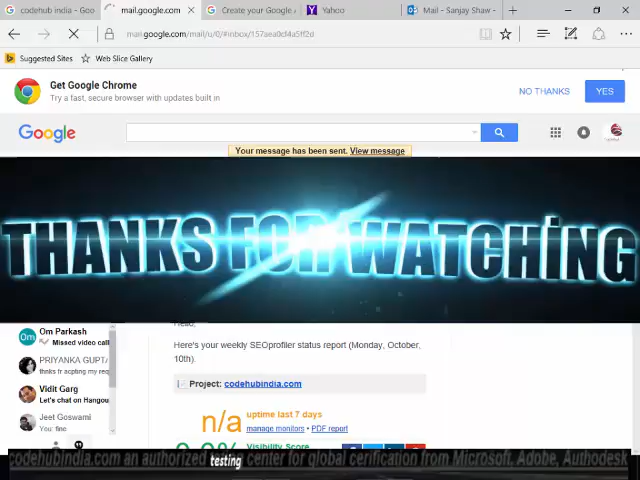 codehub india - Goo
mail.google.com
Create your Google
Yahoo
Mail - Sanjay Shaw -
mail.google.com/mail/u/0/#inbox/157aea0d4a5ff2d
Suggested Sites
Web Slice Gallery
Get Google Chrome
Try a fast, secure browser with updates built in
NO THANKS
YES
Google
Your message has been sent. View message
THANKS FOR WATCHING
Om Parkash
Missed video call
PRIYANKA GUPT/
thnks fr acpting my req
Vidit Garg
Let's chat on Hangou
Jeet Goswami
You: fine
Here's your weekly SEOprofiler status report (Monday, October,
10th).
Project: codehubindia.com
n/a
uptime last 7 days
manage monitors • PDF report
Visibility Score
codehubindia.com an authorized testing center for global cerification from Microsoft, Adobe, Authodesk